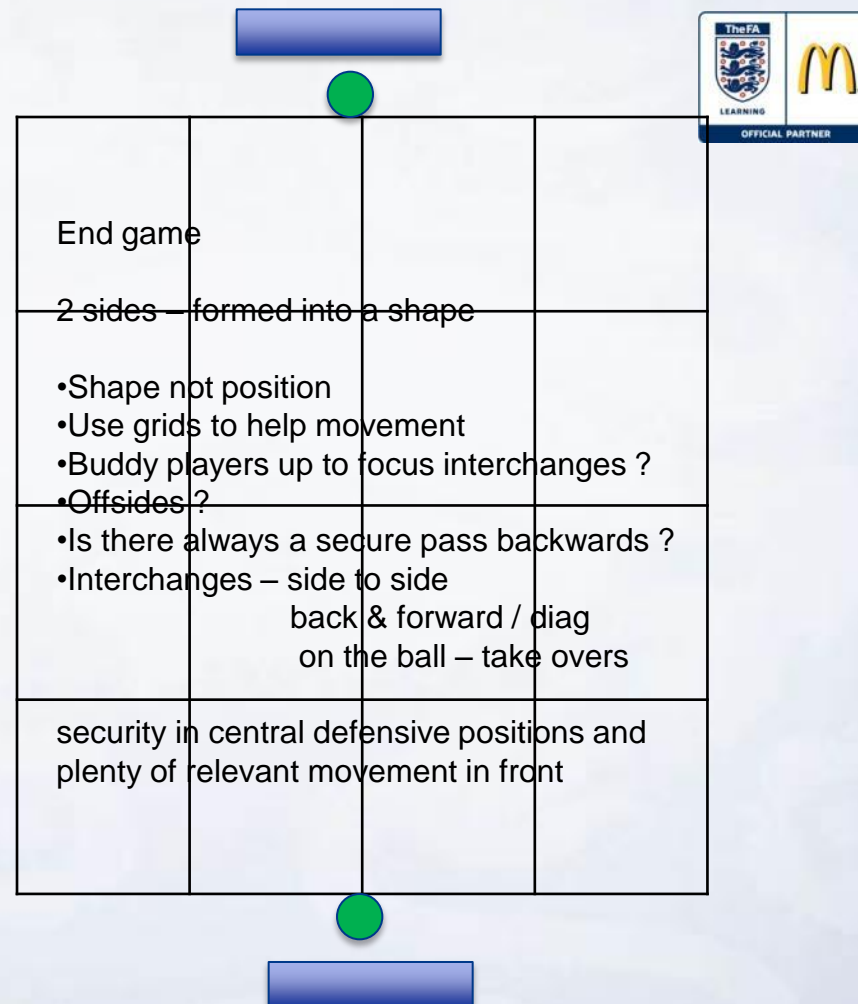 TheFA
LEARNING
OFFICIAL PARTNER
End game
2 sides – formed into a shape
•Shape not position
•Use grids to help movement
•Buddy players up to focus interchanges ?
•Offsides ?
•Is there always a secure pass backwards ?
•Interchanges – side to side
back & forward / diag
on the ball – take overs
security in central defensive positions and
plenty of relevant movement in front